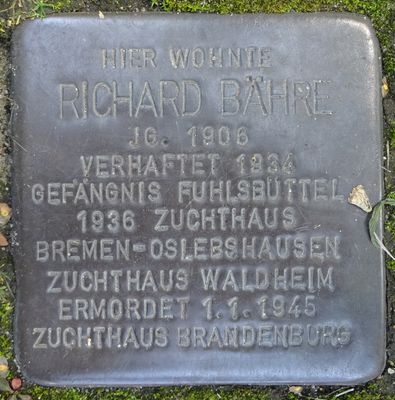 HIER WOHNTE
RICHARD BÄHRE
JG. 1906
VERHAFTET 1934
GEFÄNGNIS FUHLSBÜTTEL
1936 ZUCHTHAUS
BREMEN-OSLEBSHAUSEN
ZUCHTHAUS WALDHEIM
ERMORDET 1.1.1945
ZUCHTHAUS BRANDENBURG